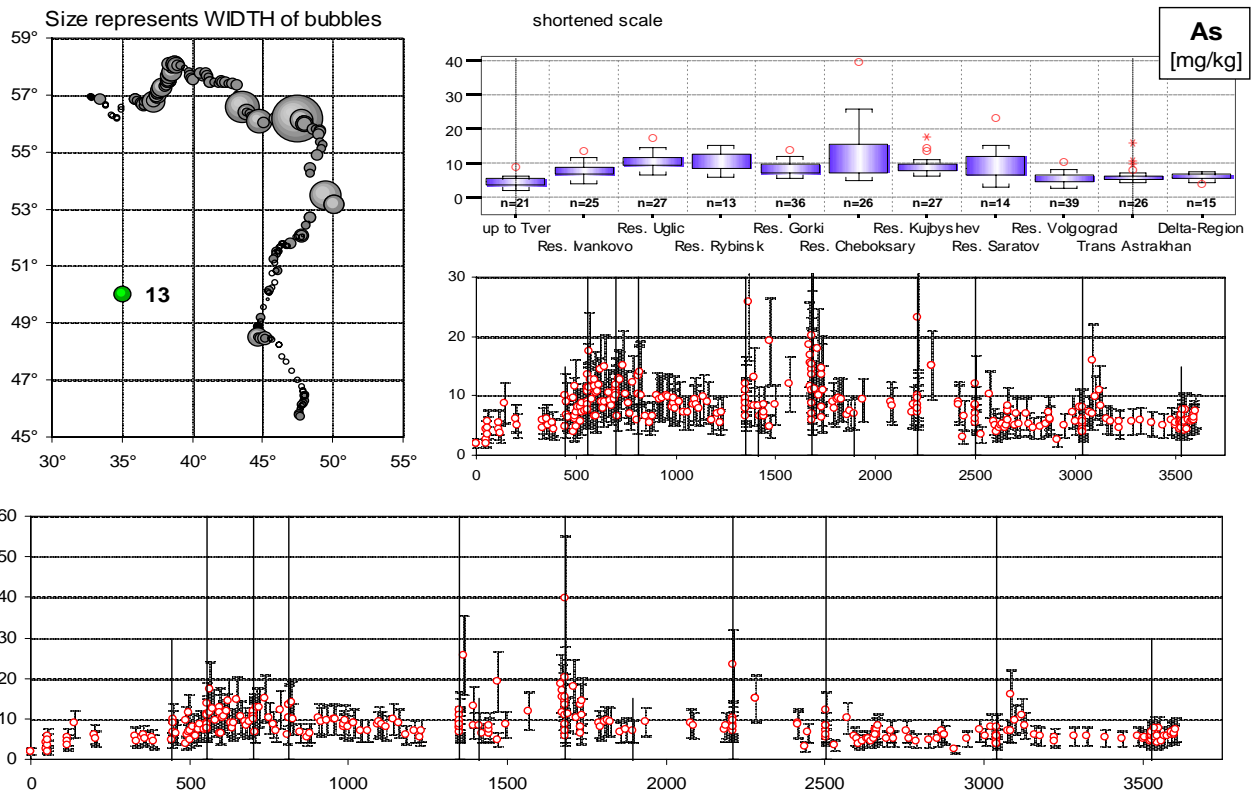 Size represents WIDTH of bubbles
59°
57°
55°
53°
51°
49°
47°
45°
30° 35° 40° 45° 50° 55°
13
shortened scale
As
[mg/kg]
40
30
20
10
0
n=21 n=25 n=27 n=13 n=36 n=26 n=27 n=14 n=39 n=26 n=15
up to Tver Res. Uglic Res. Gorki Res. Kujbyshev Res. Volgograd Delta-Region
Res. Ivankovo Res. Rybinsk Res. Cheboksary Res. Saratov Trans Astrakhan
30
20
10
0
0 500 1000 1500 2000 2500 3000 3500
60
50
40
30
20
10
0
0 500 1000 1500 2000 2500 3000 3500